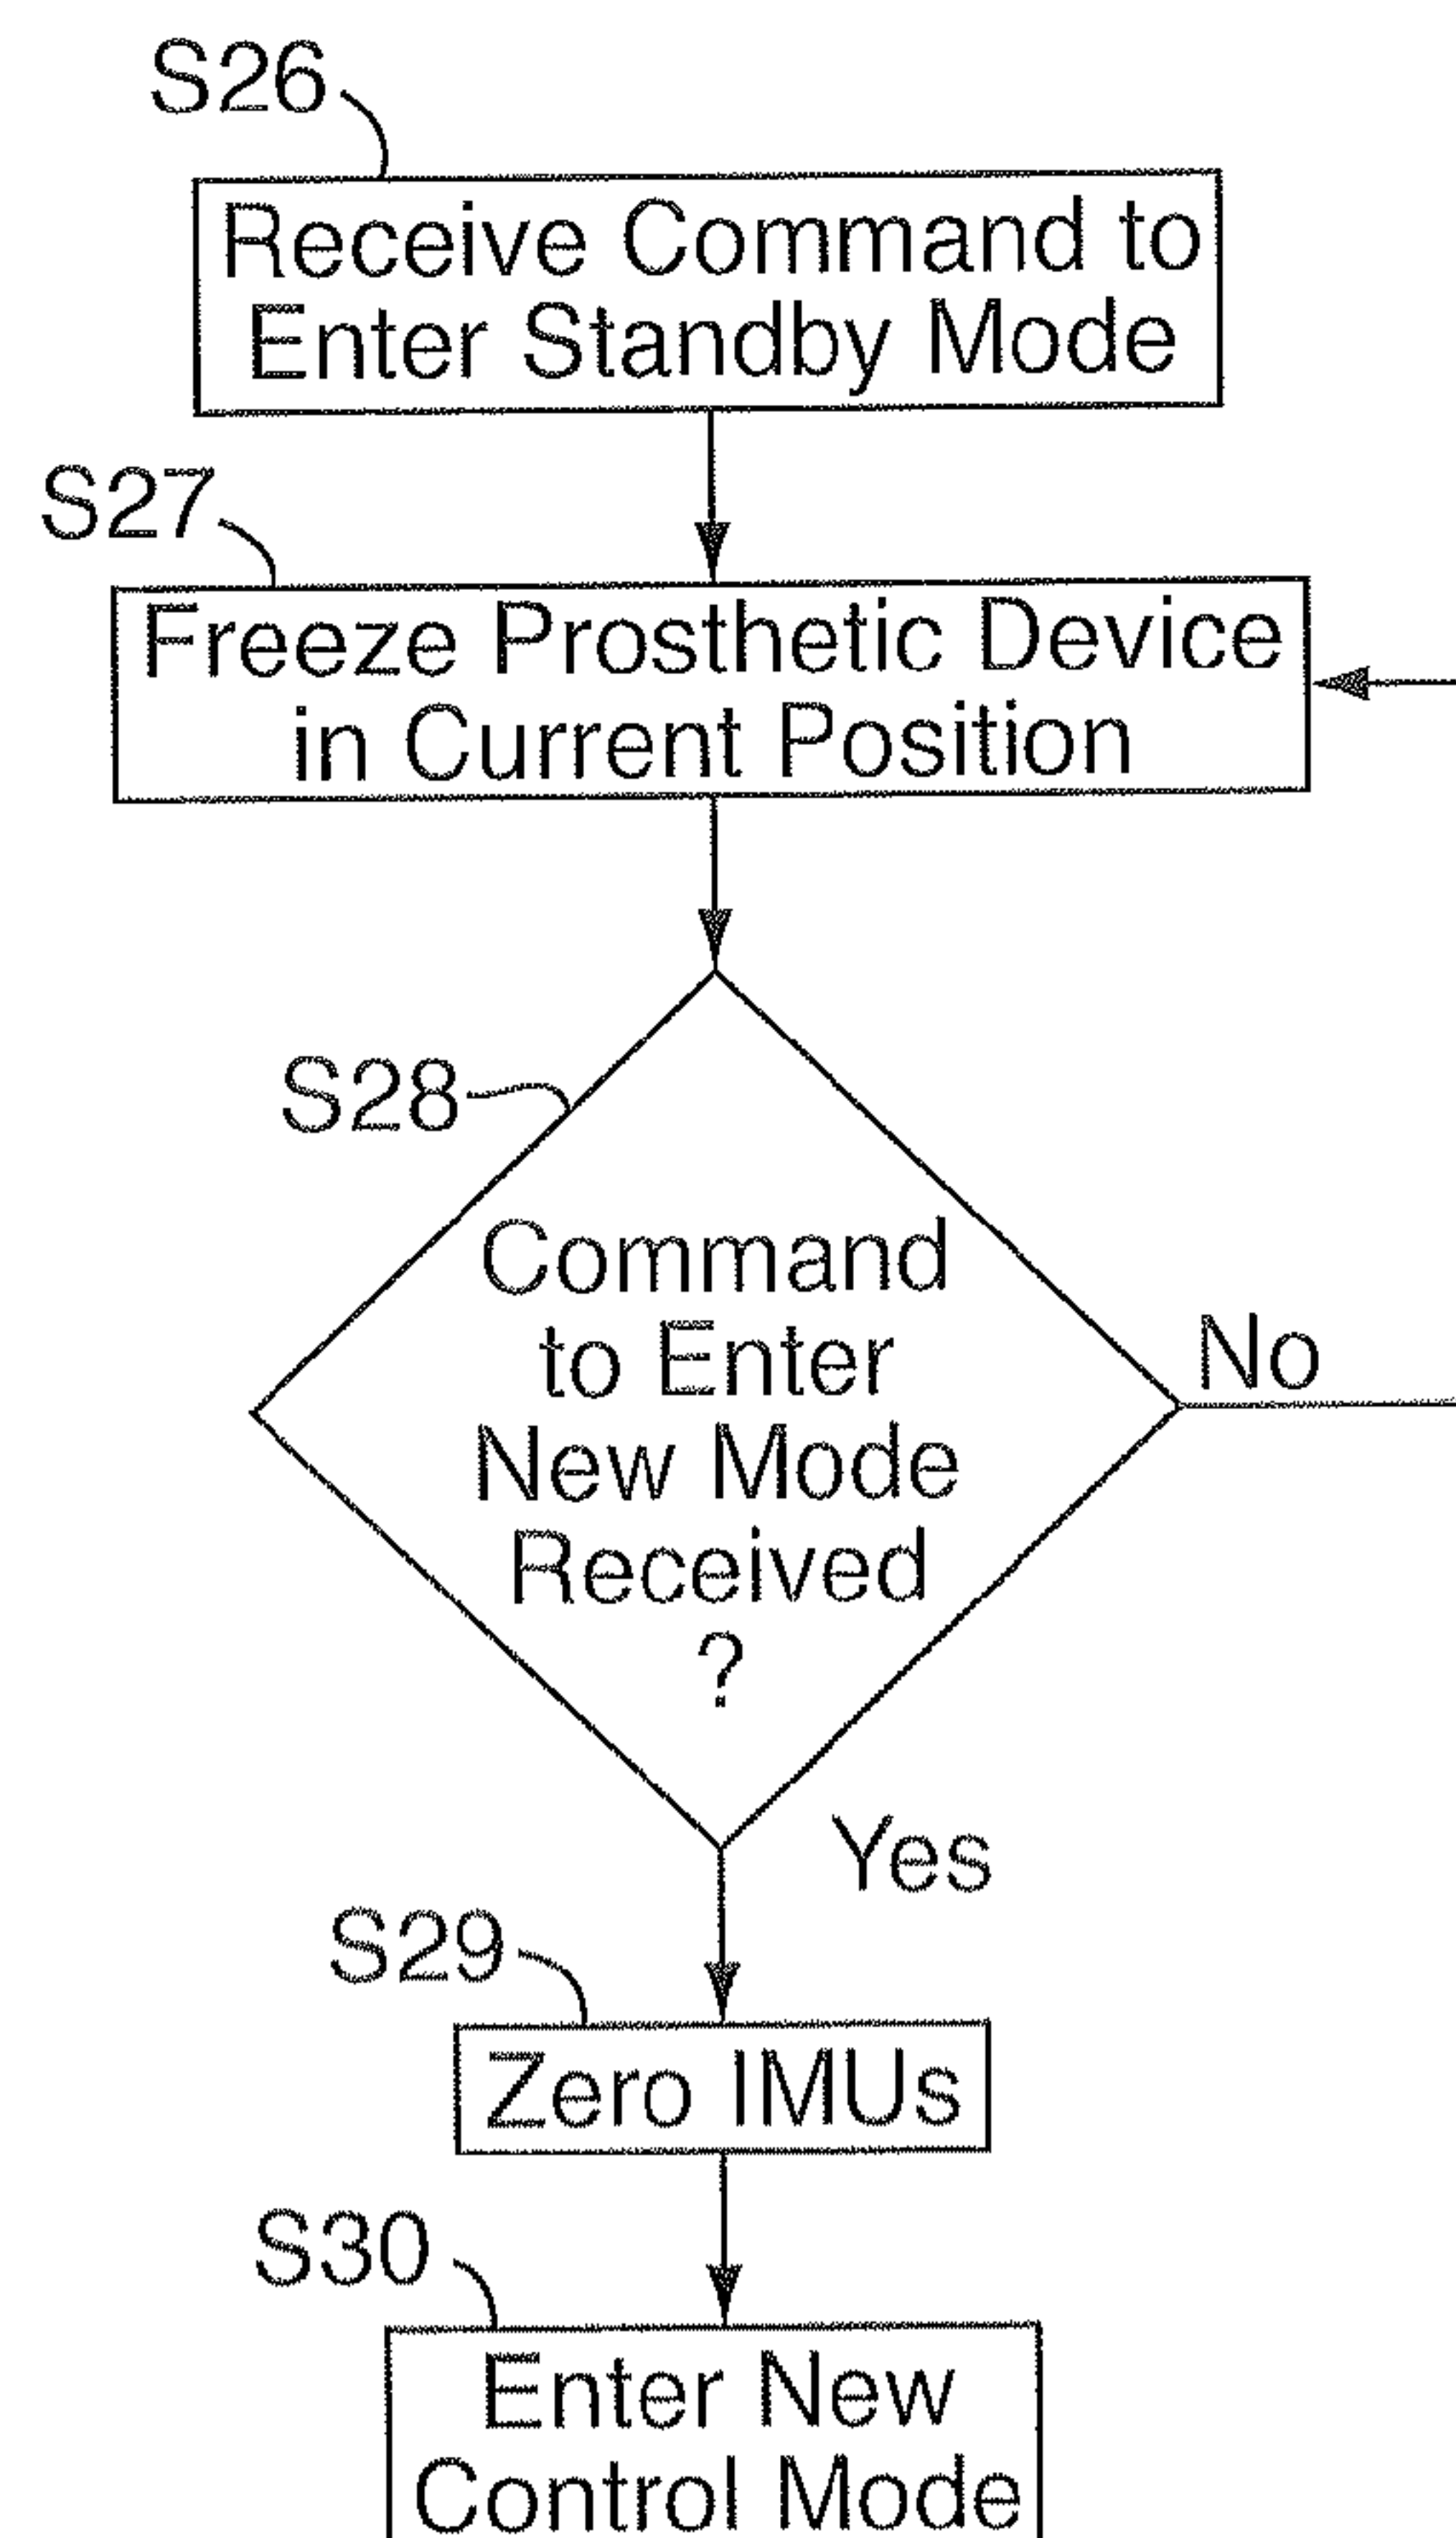 S26
Receive Command to
Enter Standby Mode
S27
Freeze Prosthetic Device
in Current Position
S28
Command
to Enter
New Mode
Received
?
No
Yes
S29
Zero IMUs
S30
Enter New
Control Mode